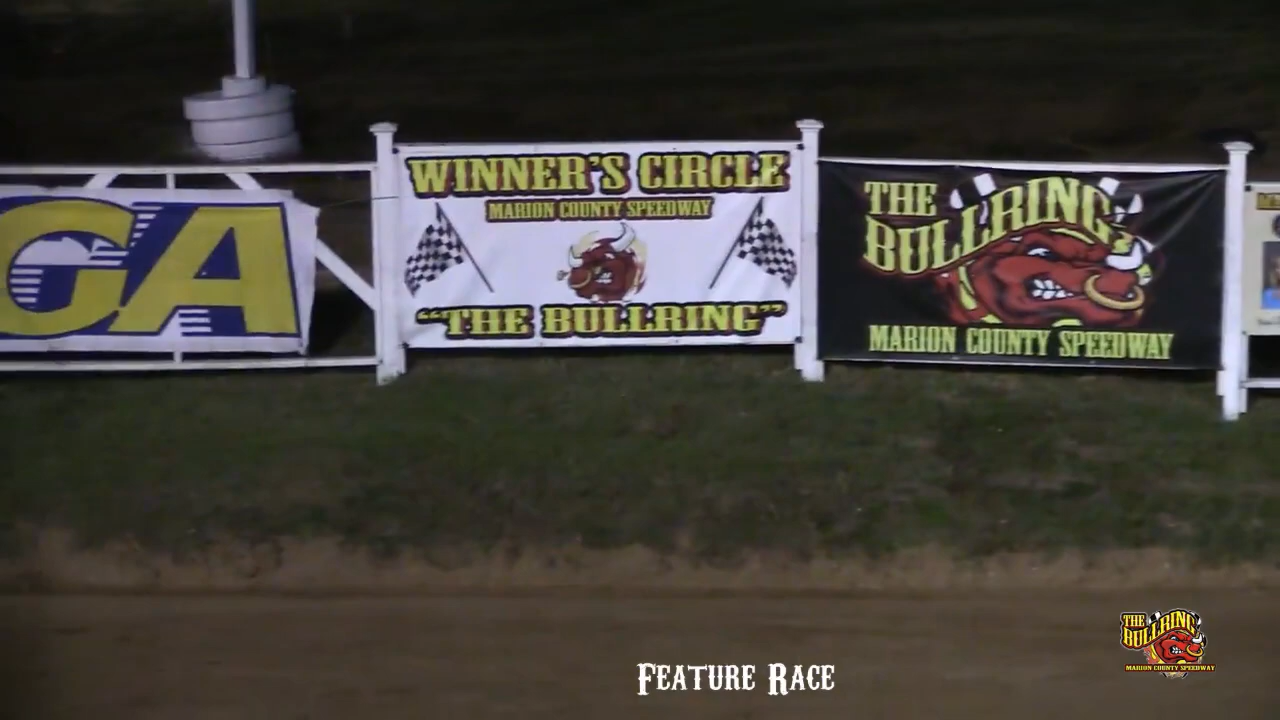 GA
WINNER'S CIRCLE
MARION COUNTY SPEEDWAY
"THE BULLRING"
THE
BULLRING
MARION COUNTY SPEEDWAY
THE
BULLRING
MARION COUNTY SPEEDWAY
FEATURE RACE